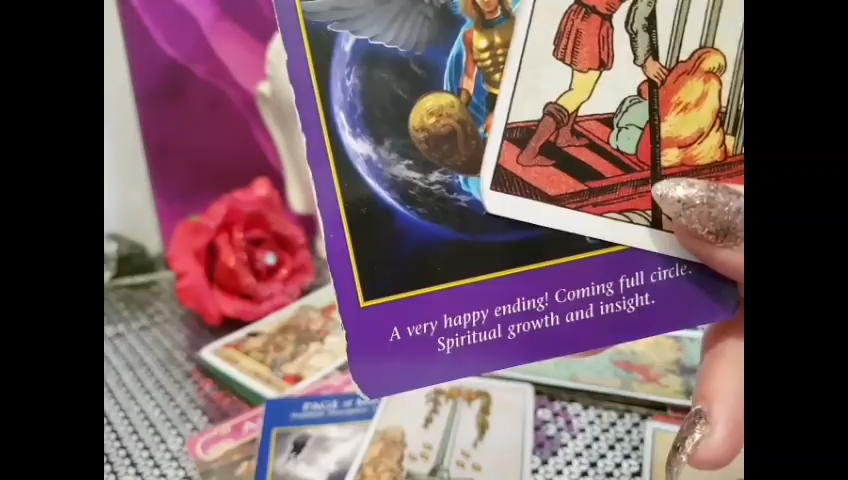 A very happy ending! Coming full circle.
Spiritual growth and insight.
PAGE of